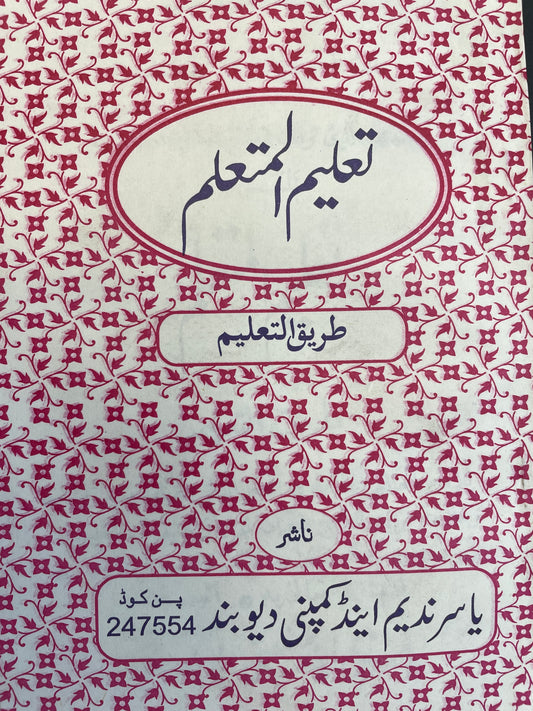 تعلیم المتعلم
طریق التعلیم
ناشر
یاسر ندیم اینڈ کمپنی دیوبند پن کوڈ 247554